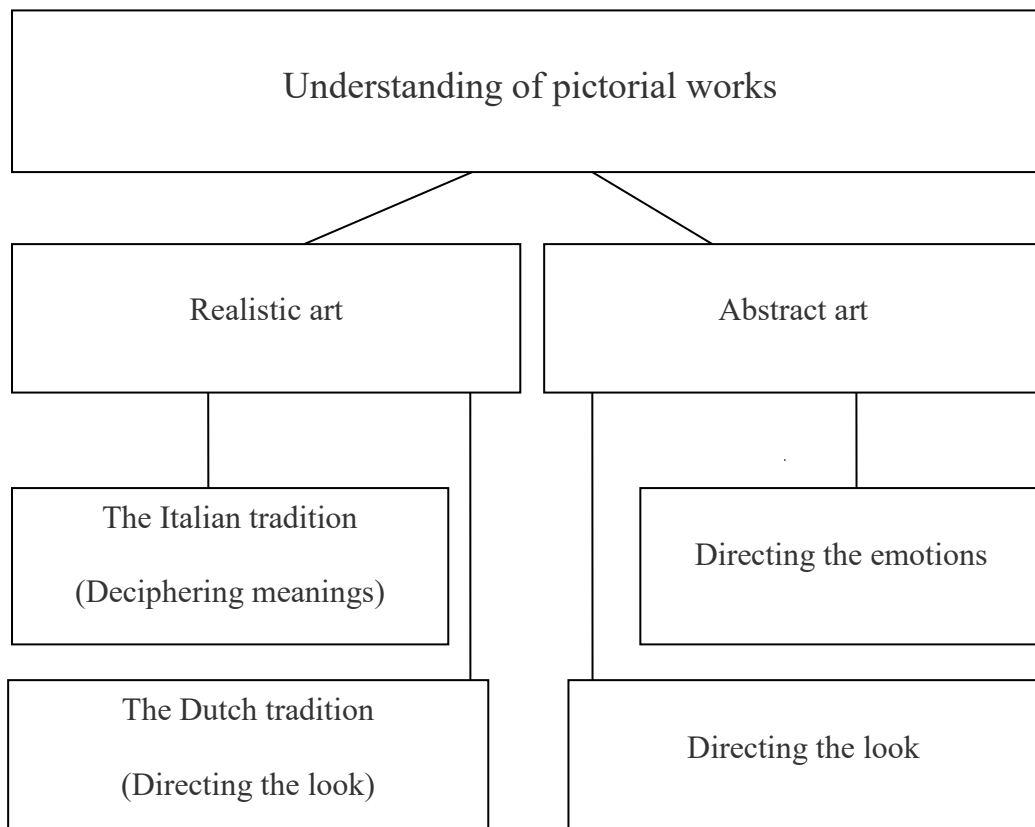 Understanding of pictorial works
Realistic art
Abstract art
The Italian tradition
(Deciphering meanings)
Directing the emotions
The Dutch tradition
(Directing the look)
Directing the look